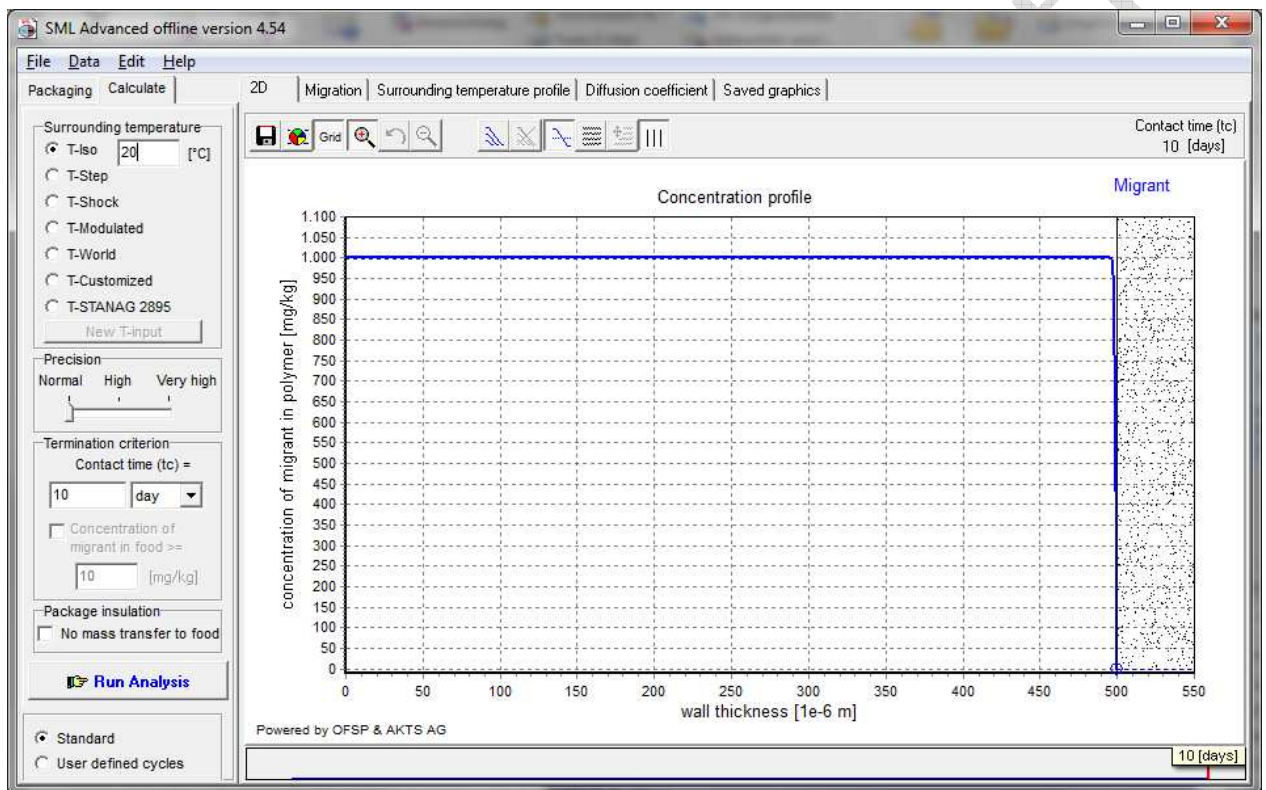 SML Advanced offline version 4.54
File Data Edit Help
Packaging Calculate
2D Migration Surrounding temperature profile Diffusion coefficient Saved graphics
Surrounding temperature
T-Iso 20 [°C]
T-Step
T-Shock
T-Modulated
T-World
T-Customized
T-STANAG 2895
New T-input
Precision
Normal High Very high
Termination criterion
Contact time (tc) =
10 day
Concentration of
migrant in food >=
10 [mg/kg]
Package insulation
No mass transfer to food
Run Analysis
Standard
User defined cycles
Grid
Contact time (tc)
10 [days]
Migrant
Concentration profile
concentration of migrant in polymer [mg/kg]
1.100
1.050
1.000
950
900
850
800
750
700
650
600
550
500
450
400
350
300
250
200
150
100
50
0
0 50 100 150 200 250 300 350 400 450 500 550
wall thickness [1e-6 m]
Powered by OFSP & AKTS AG
10 [days]